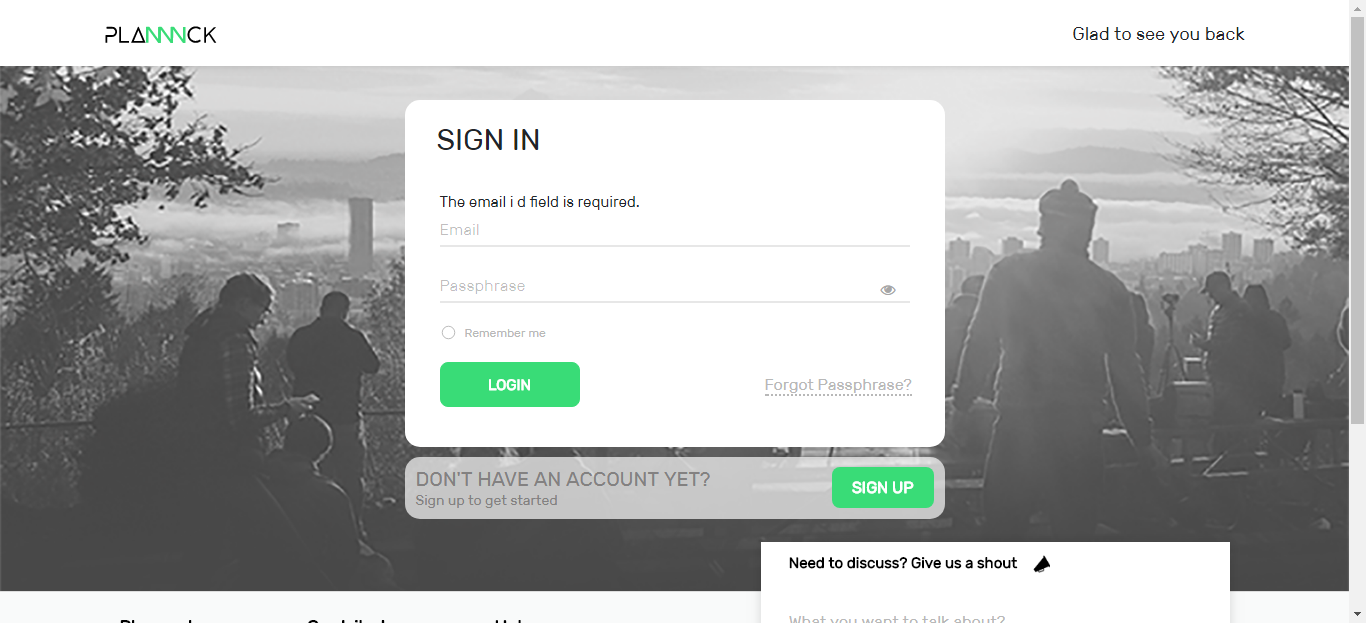 PLANNNCK
Glad to see you back
SIGN IN
The email i d field is required.
Email
Passphrase
Remember me
LOGIN
Forgot Passphrase?
DON'T HAVE AN ACCOUNT YET?
Sign up to get started
SIGN UP
Need to discuss? Give us a shout
What you want to talk about?